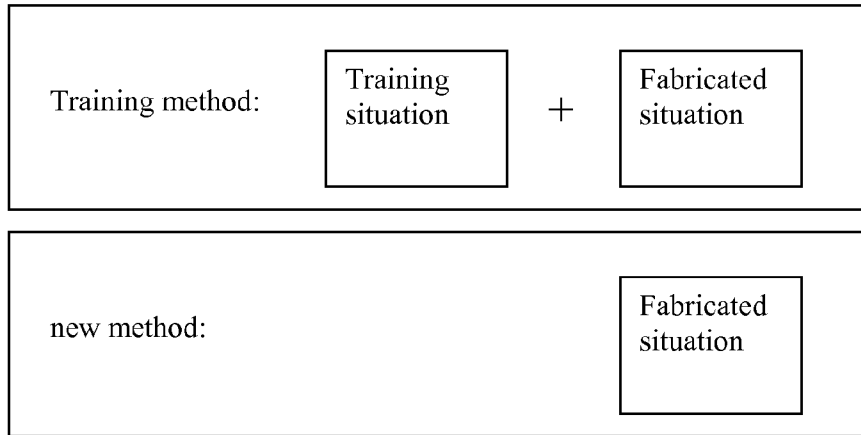 Training method:
Training
situation
+
Fabricated
situation
new method:
Fabricated
situation